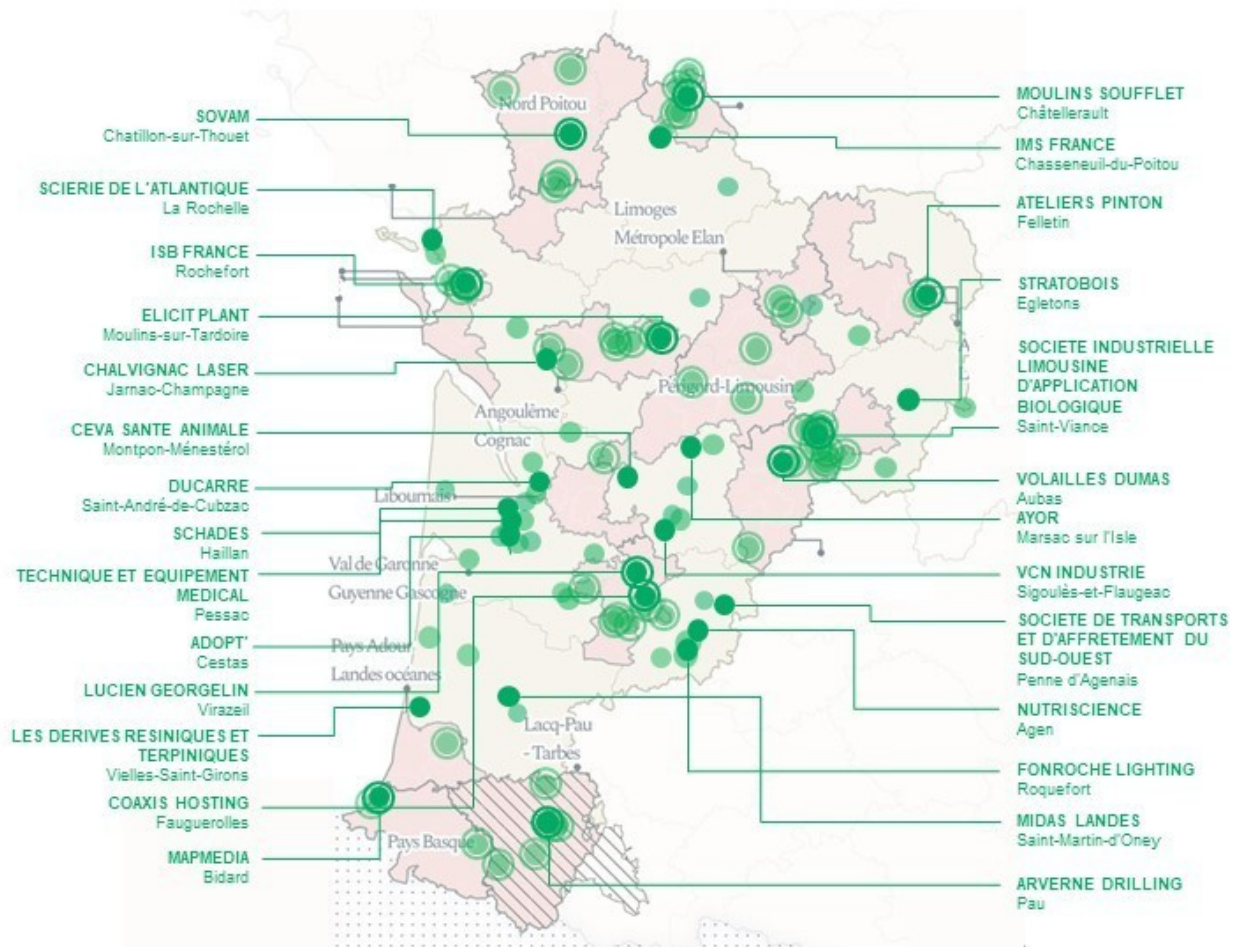 SOVAM
Chatillon-sur-Thouet
SCIERIE DE L'ATLANTIQUE
La Rochelle
ISB FRANCE
Rochefort
ELICIT PLANT
Moulins-sur-Tardoire
CHALVIGNAC LASER
Jarnac-Champagne
CEVA SANTE ANIMALE
Montpon-Ménestérol
DUCARRE
Saint-André-de-Cubzac
SCHADES
Haillan
TECHNIQUE ET EQUIPEMENT
MEDICAL
Pessac
ADOPT'
Cestas
LUCIEN GEORGELIN
Virazeil
LES DERIVES RESINIQUES ET
TERPINIQUES
Vielles-Saint-Girons
COAXIS HOSTING
Fauguerolles
MAPMEDIA
Bidard
Nord Poitou
Limoges
Métropole Elan
Périgord-Limousin
Angoulême
Cognac
Libournais
Val de Garonne
Guyenne Gascogne
Pays Adour
Landes océanes
Lacq-Pau
- Tarbes
Pays Basque
MOULINS SOUFFLET
Châtellerault
IMS FRANCE
Chasseneuil-du-Poitou
ATELIERS PINTON
Felletin
STRATOBOIS
Egletons
SOCIETE INDUSTRIELLE
LIMOUSINE
D'APPLICATION
BIOLOGIQUE
Saint-Viance
VOLAILLES DUMAS
Aubas
AYOR
Marsac sur l'Isle
VCN INDUSTRIE
Sigoulès-et-Flaugeac
SOCIETE DE TRANSPORTS
ET D'AFFRETEMENT DU
SUD-OUEST
Penne d'Agenais
NUTRISCIENCE
Agen
FONROCHE LIGHTING
Roquefort
MIDAS LANDES
Saint-Martin-d'Oney
ARVERNE DRILLING
Pau